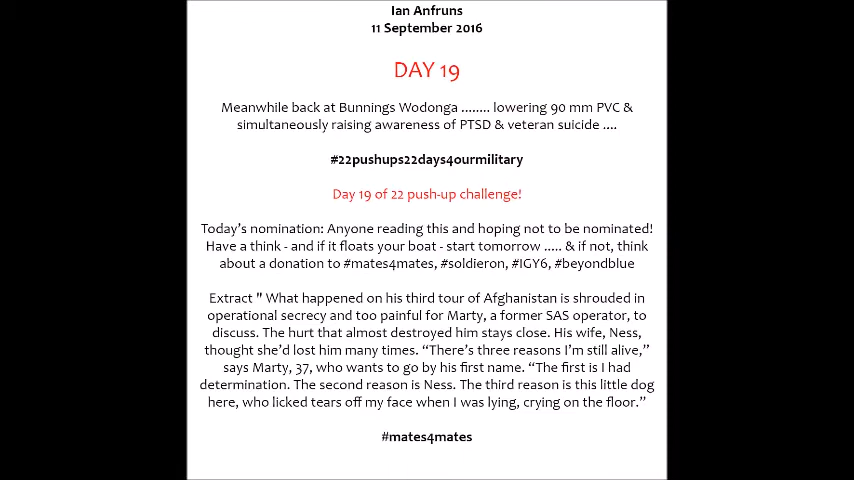 Ian Anfruns
11 September 2016
DAY 19
Meanwhile back at Bunnings Wodonga ........ lowering 90 mm PVC &
simultaneously raising awareness of PTSD & veteran suicide ....
#22pushups22days4ourmilitary
Day 19 of 22 push-up challenge!
Today’s nomination: Anyone reading this and hoping not to be nominated!
Have a think - and if it floats your boat - start tomorrow ..... & if not, think
about a donation to #mates4mates, #soldieron, #IGY6, #beyondblue
Extract " What happened on his third tour of Afghanistan is shrouded in
operational secrecy and too painful for Marty, a former SAS operator, to
discuss. The hurt that almost destroyed him stays close. His wife, Ness,
thought she’d lost him many times. “There’s three reasons I’m still alive,”
says Marty, 37, who wants to go by his first name. “The first is I had
determination. The second reason is Ness. The third reason is this little dog
here, who licked tears off my face when I was lying, crying on the floor.”
#mates4mates